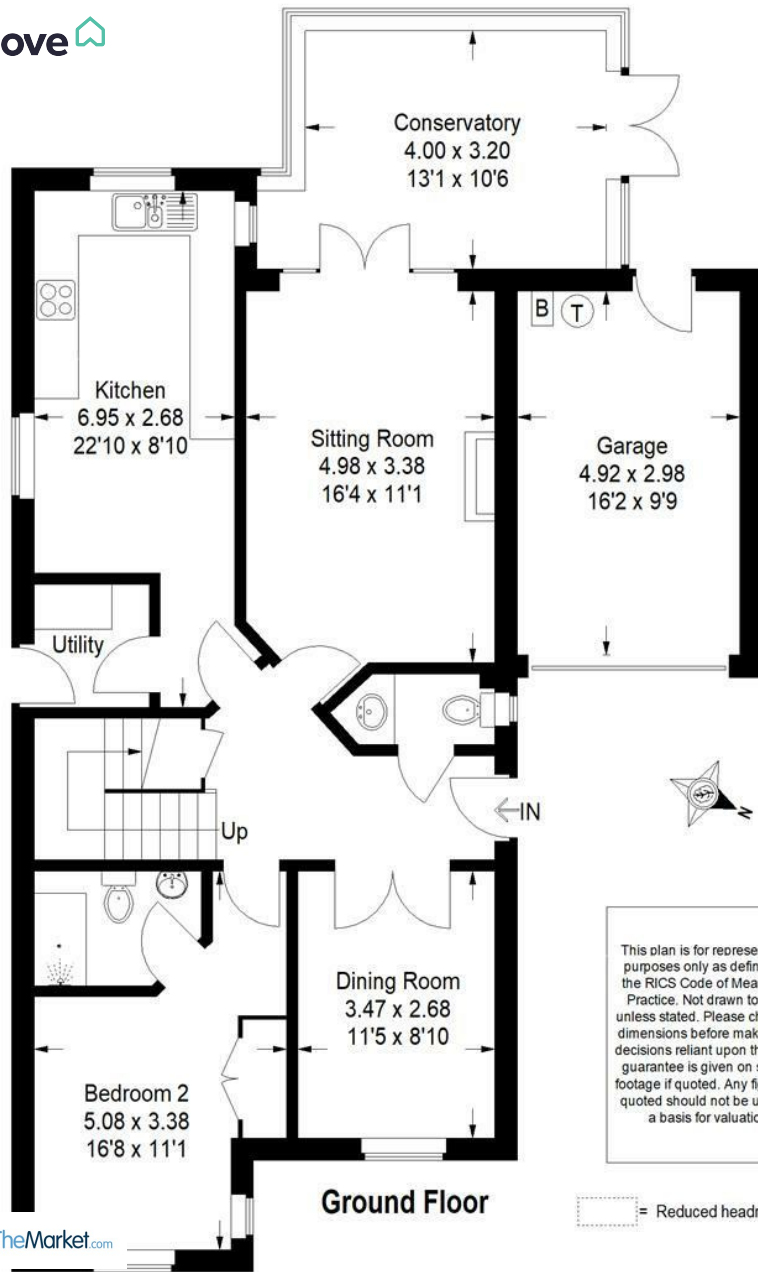 ove
Conservatory
4.00 x 3.20
13'1 x 10'6
B
T
Kitchen
6.95 x 2.68
22'10 x 8'10
Sitting Room
4.98 x 3.38
16'4 x 11'1
Garage
4.92 x 2.98
16'2 x 9'9
Utility
IN
Up
N
Dining Room
3.47 x 2.68
11'5 x 8'10
Bedroom 2
5.08 x 3.38
16'8 x 11'1
This plan is for represe
purposes only as defin
the RICS Code of Mea
Practice. Not drawn to
unless stated. Please ch
dimensions before mak
decisions reliant upon th
guarantee is given on s
footage if quoted. Any fi
quoted should not be u
a basis for valuatio
Ground Floor
= Reduced headr
TheMarket.com